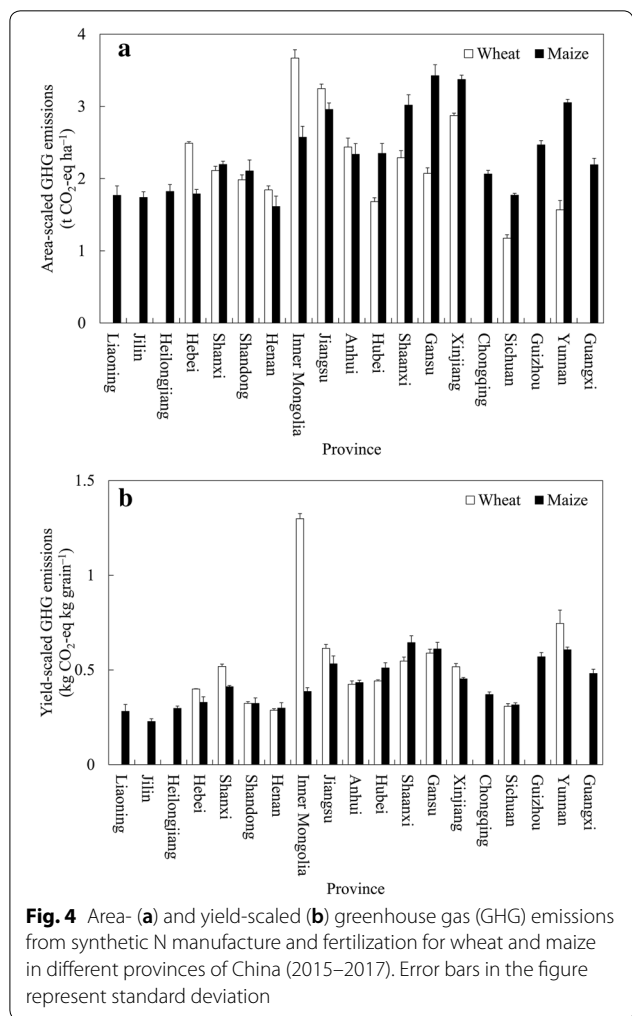 a
Wheat Maize
Area-scaled GHG emissions
(t CO₂-eq ha⁻¹)
4
3
2
1
0
Liaoning
Jilin
Heilongjiang
Hebei
Shanxi
Shandong
Henan
Inner Mongolia
Jiangsu
Anhui
Hubei
Shaanxi
Gansu
Xinjiang
Chongqing
Sichuan
Guizhou
Yunnan
Guangxi
Province
b
Wheat Maize
Yield-scaled GHG emissions
(kg CO₂-eq kg grain⁻¹)
1.5
1
0.5
0
Liaoning
Jilin
Heilongjiang
Hebei
Shanxi
Shandong
Henan
Inner Mongolia
Jiangsu
Anhui
Hubei
Shaanxi
Gansu
Xinjiang
Chongqing
Sichuan
Guizhou
Yunnan
Guangxi
Province
Fig. 4 Area- (a) and yield-scaled (b) greenhouse gas (GHG) emissions
from synthetic N manufacture and fertilization for wheat and maize
in different provinces of China (2015–2017). Error bars in the figure
represent standard deviation